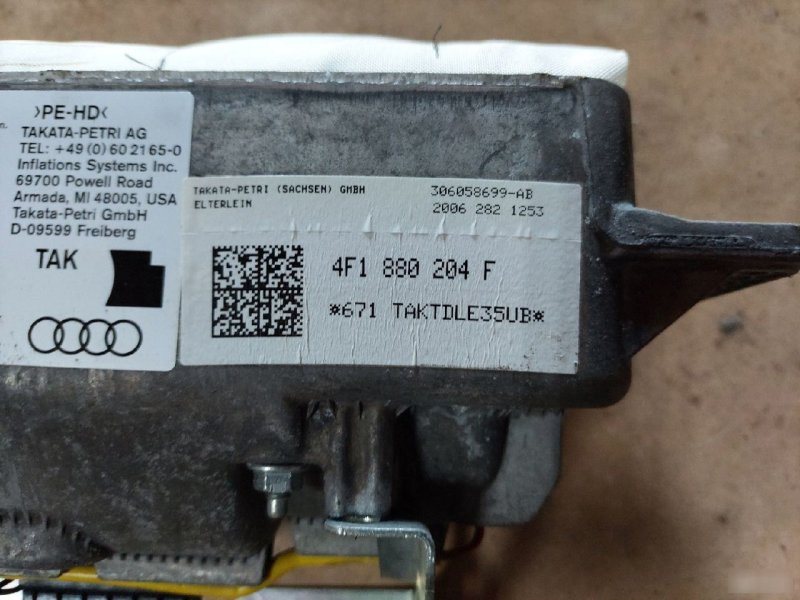 >PE-HD<
TAKATA-PETRI AG
TEL: +49 (0) 60 21 65-0
Inflations Systems Inc.
69700 Powell Road
Armada, MI 48005, USA
Takata-Petri GmbH
D-09599 Freiberg
TAK
TAKATA-PETRI (SACHSEN) GMBH
ELTERLEIN
306058699-AB
2006 282 1253
4F1 880 204 F
*671 TAKTDLE35UB*